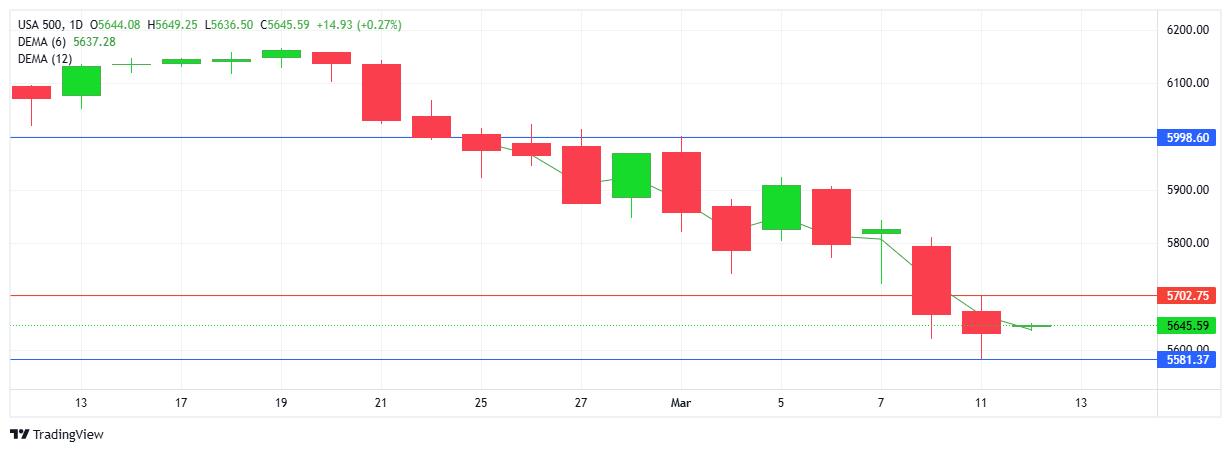 USA 500, 1D O5644.08 H5649.25 L5636.50 C5645.59 +14.93 (+0.27%)
DEMA (6) 5637.28
DEMA (12)
6200.00
6100.00
5998.60
5900.00
5800.00
5702.75
5645.59
5600.00
5581.37
13 17 19 21 25 27 Mar 5 7 11 13
TradingView